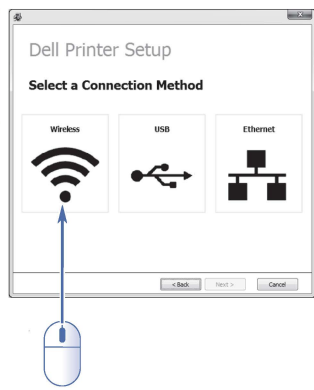 Dell Printer Setup
Select a Connection Method
Wireless USB Ethernet
< Back Next > Cancel